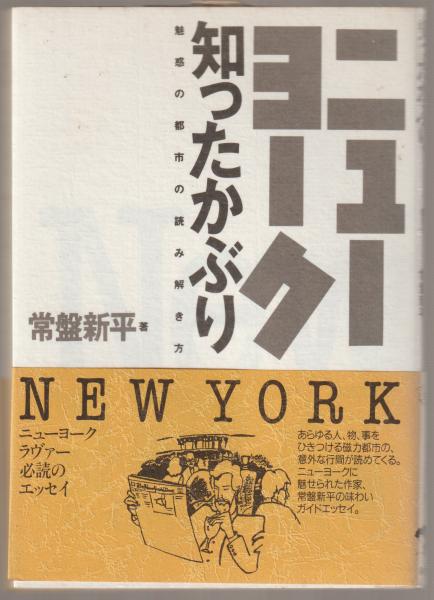 ニューヨーク
知ったかぶり
魅惑の都市の読み解き方
常盤新平 著
NEW YORK
ニューヨーク
ラヴァー
必読の
エッセイ
あらゆる人、物、事を
ひきつける磁力都市の、
意外な行間が読めてくる。
ニューヨークに
魅せられた作家、
常盤新平の味わい
ガイドエッセイ。